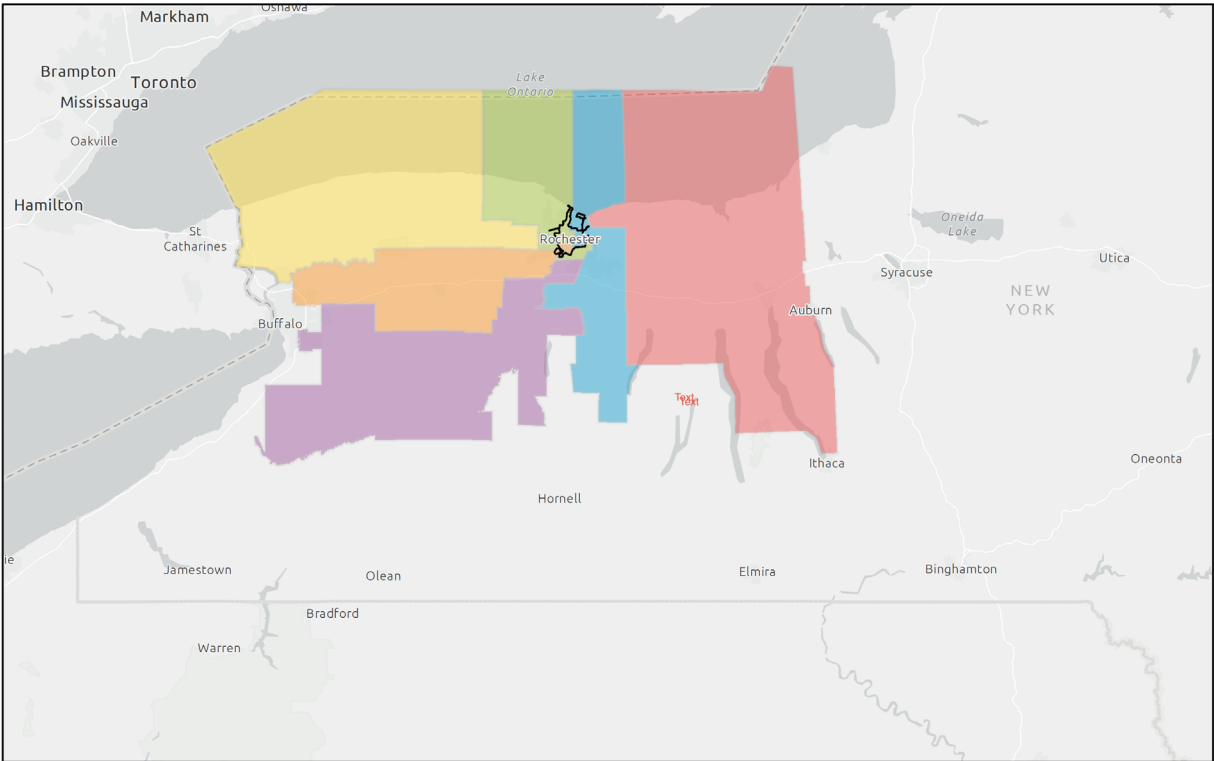 Oshawa
Markham
Brampton
Toronto
Mississauga
Lake
Ontario
Oakville
Hamilton
St
Catharines
Rochester
Oneida
Lake
Syracuse
Utica
NEW
YORK
Buffalo
Auburn
Text
Text
Ithaca
Oneonta
Hornell
ie
Jamestown
Olean
Elmira
Binghamton
Bradford
Warren